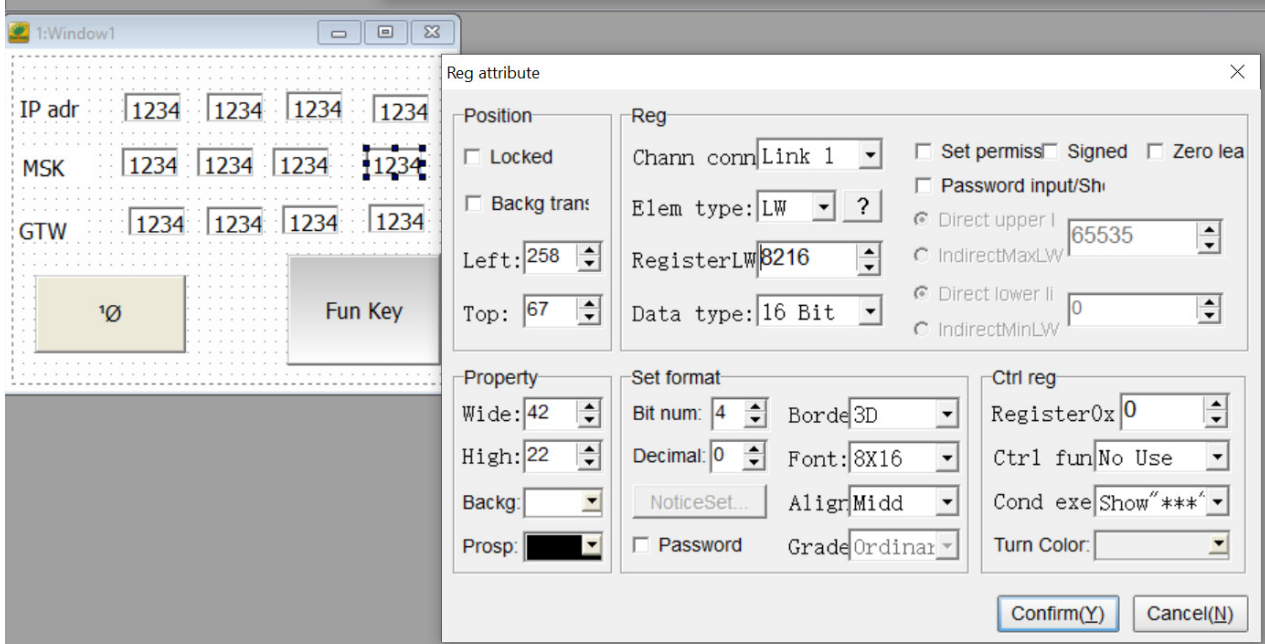 1:Window1
IP adr 1234 1234 1234 1234
MSK 1234 1234 1234 1234
GTW 1234 1234 1234 1234
¹Ø
Fun Key
Reg attribute
Position
Locked
Backg trans
Left: 258
Top: 67
Reg
Chann conn Link 1
Elem type: LW ?
RegisterLW 8216
Data type: 16 Bit
Set permiss Signed Zero lea
Password input/Sh
Direct upper l
65535
IndirectMaxLW
Direct lower li
0
IndirectMinLW
Property
Wide: 42
High: 22
Backg:
Prosp:
Set format
Bit num: 4 Borde 3D
Decimal: 0 Font: 8X16
NoticeSet... Align Midd
Password Grade Ordinar
Ctrl reg
Register0x 0
Ctrl fun No Use
Cond exe Show"***"
Turn Color:
Confirm(Y) Cancel(N)